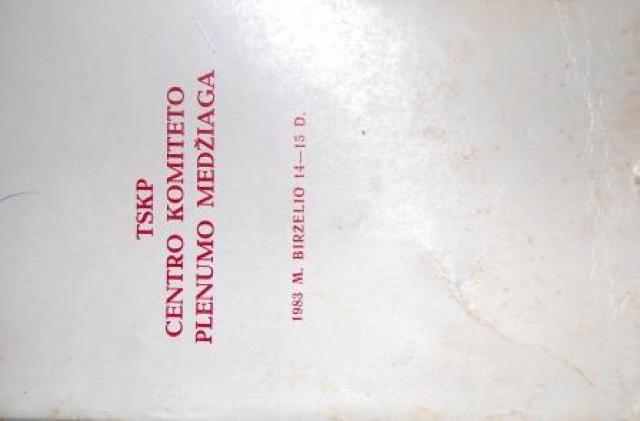 TSKP
CENTRO KOMITETO
PLENUMO MEDŽIAGA
1983 M. BIRŽELIO 14—15 D.